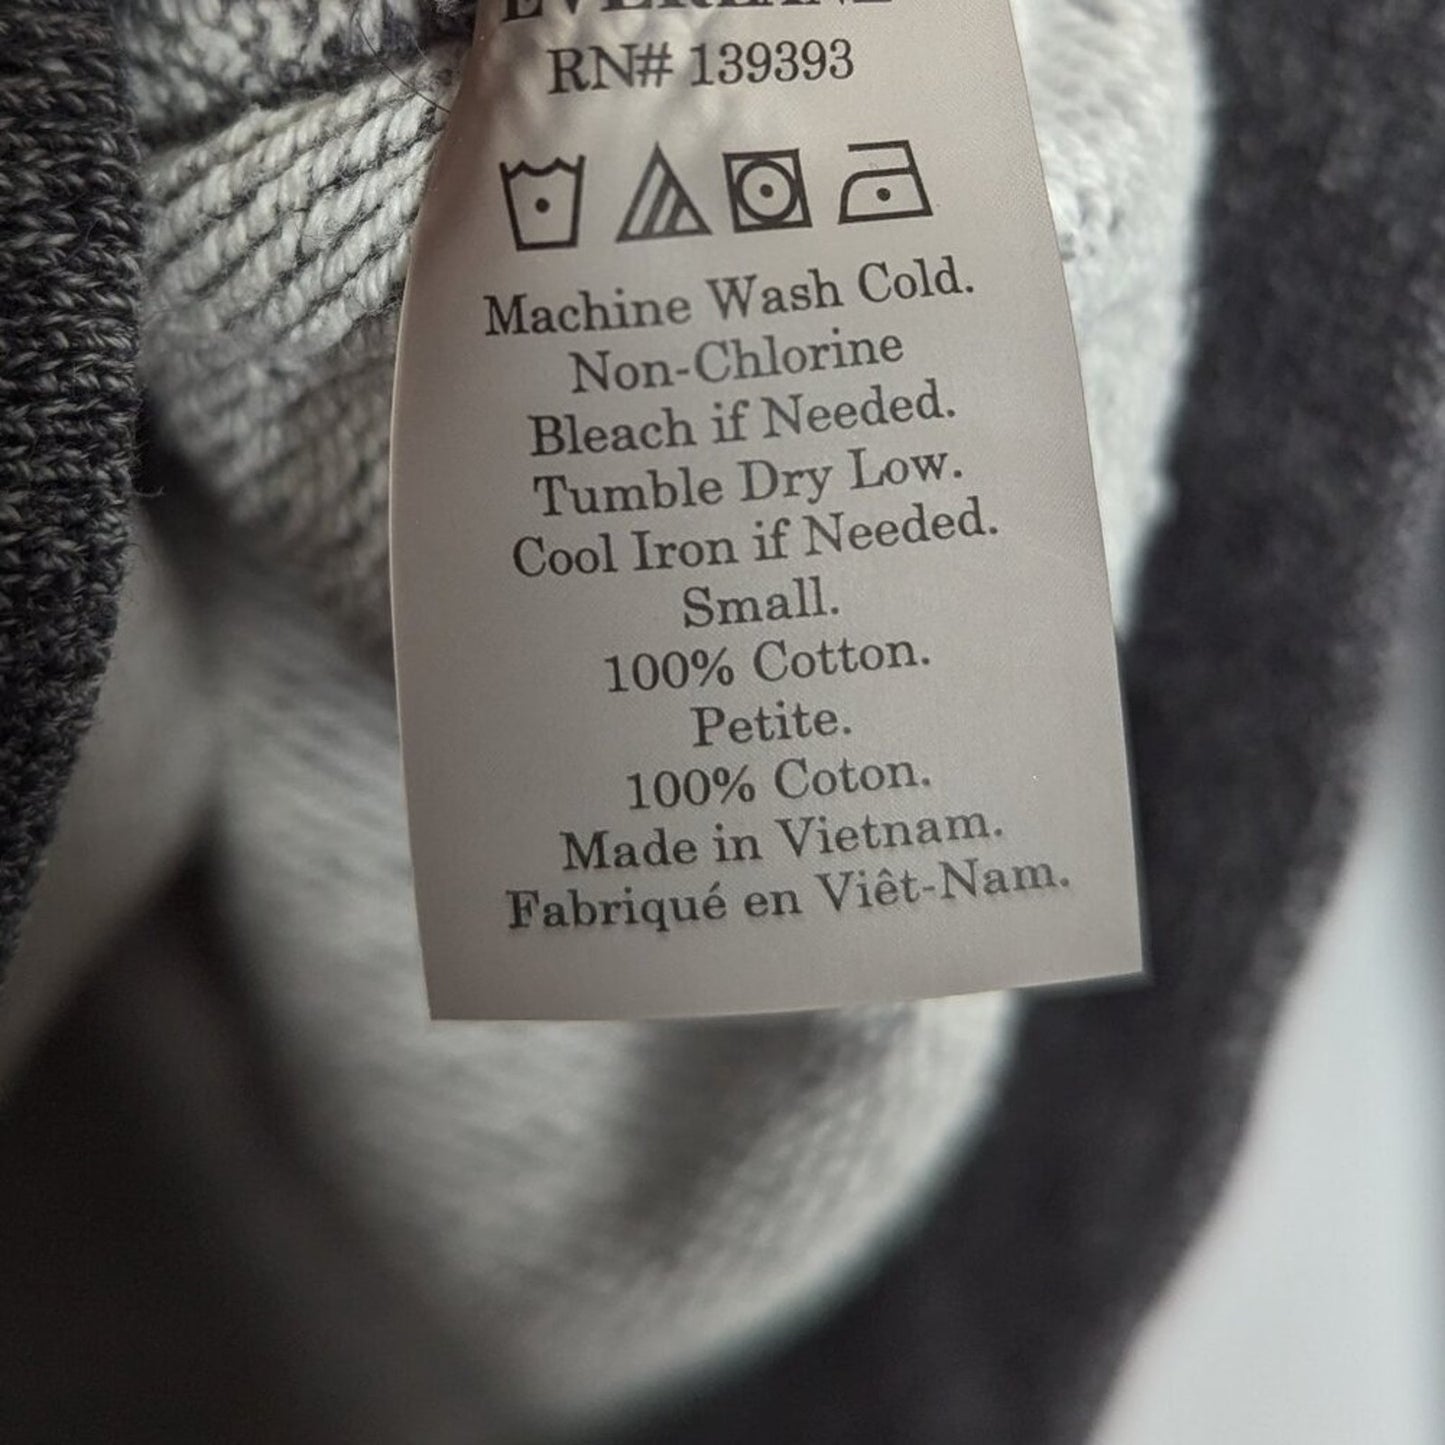 EVERLANE
RN# 139393
Machine Wash Cold.
Non-Chlorine
Bleach if Needed.
Tumble Dry Low.
Cool Iron if Needed.
Small.
100% Cotton.
Petite.
100% Coton.
Made in Vietnam.
Fabriqué en Viêt-Nam.